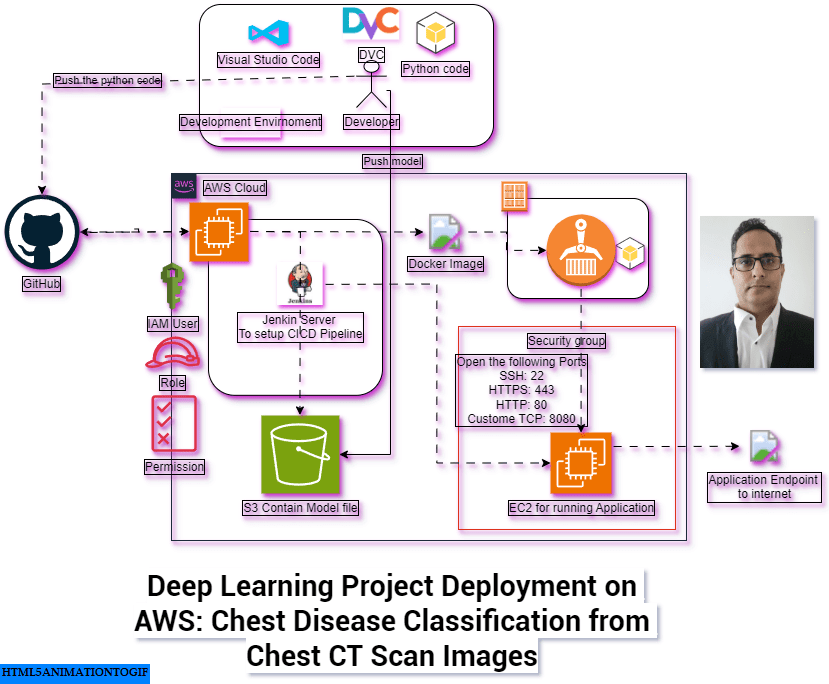 DVC
Visual Studio Code
DVC
Python code
Push the python code
Development Envirnoment
Developer
Push model
aws
AWS Cloud
GitHub
Docker Image
IAM User
Jenkins
Jenkin Server
To setup CICD Pipeline
Role
Security group
Open the following Ports
SSH: 22
HTTPS: 443
HTTP: 80
Custome TCP: 8080
Permission
S3 Contain Model file
EC2 for running Application
Application Endpoint
to internet
Deep Learning Project Deployment on
AWS: Chest Disease Classification from
Chest CT Scan Images
HTML5ANIMATIONTOGIF